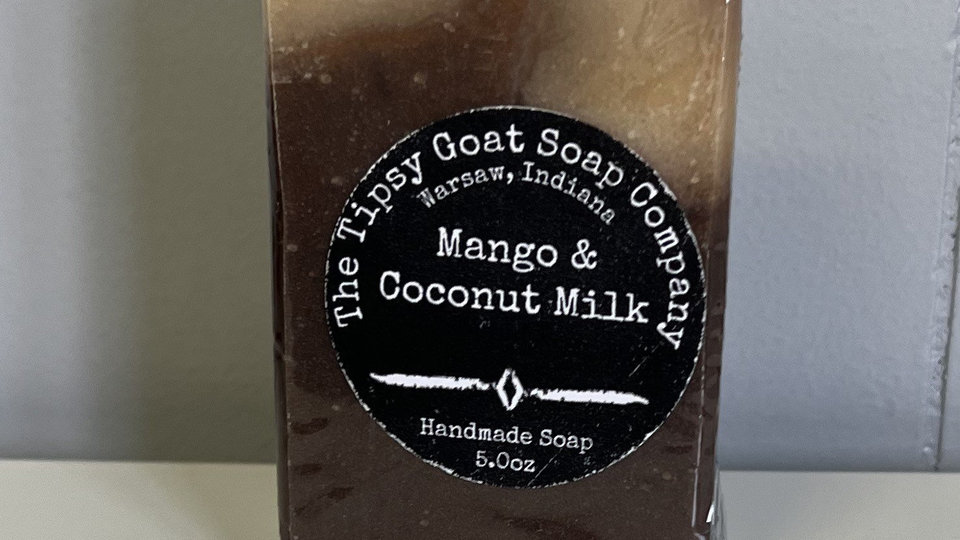 The Tipsy Goat Soap Company
Warsaw, Indiana
Mango &
Coconut Milk
Handmade Soap
5.0oz